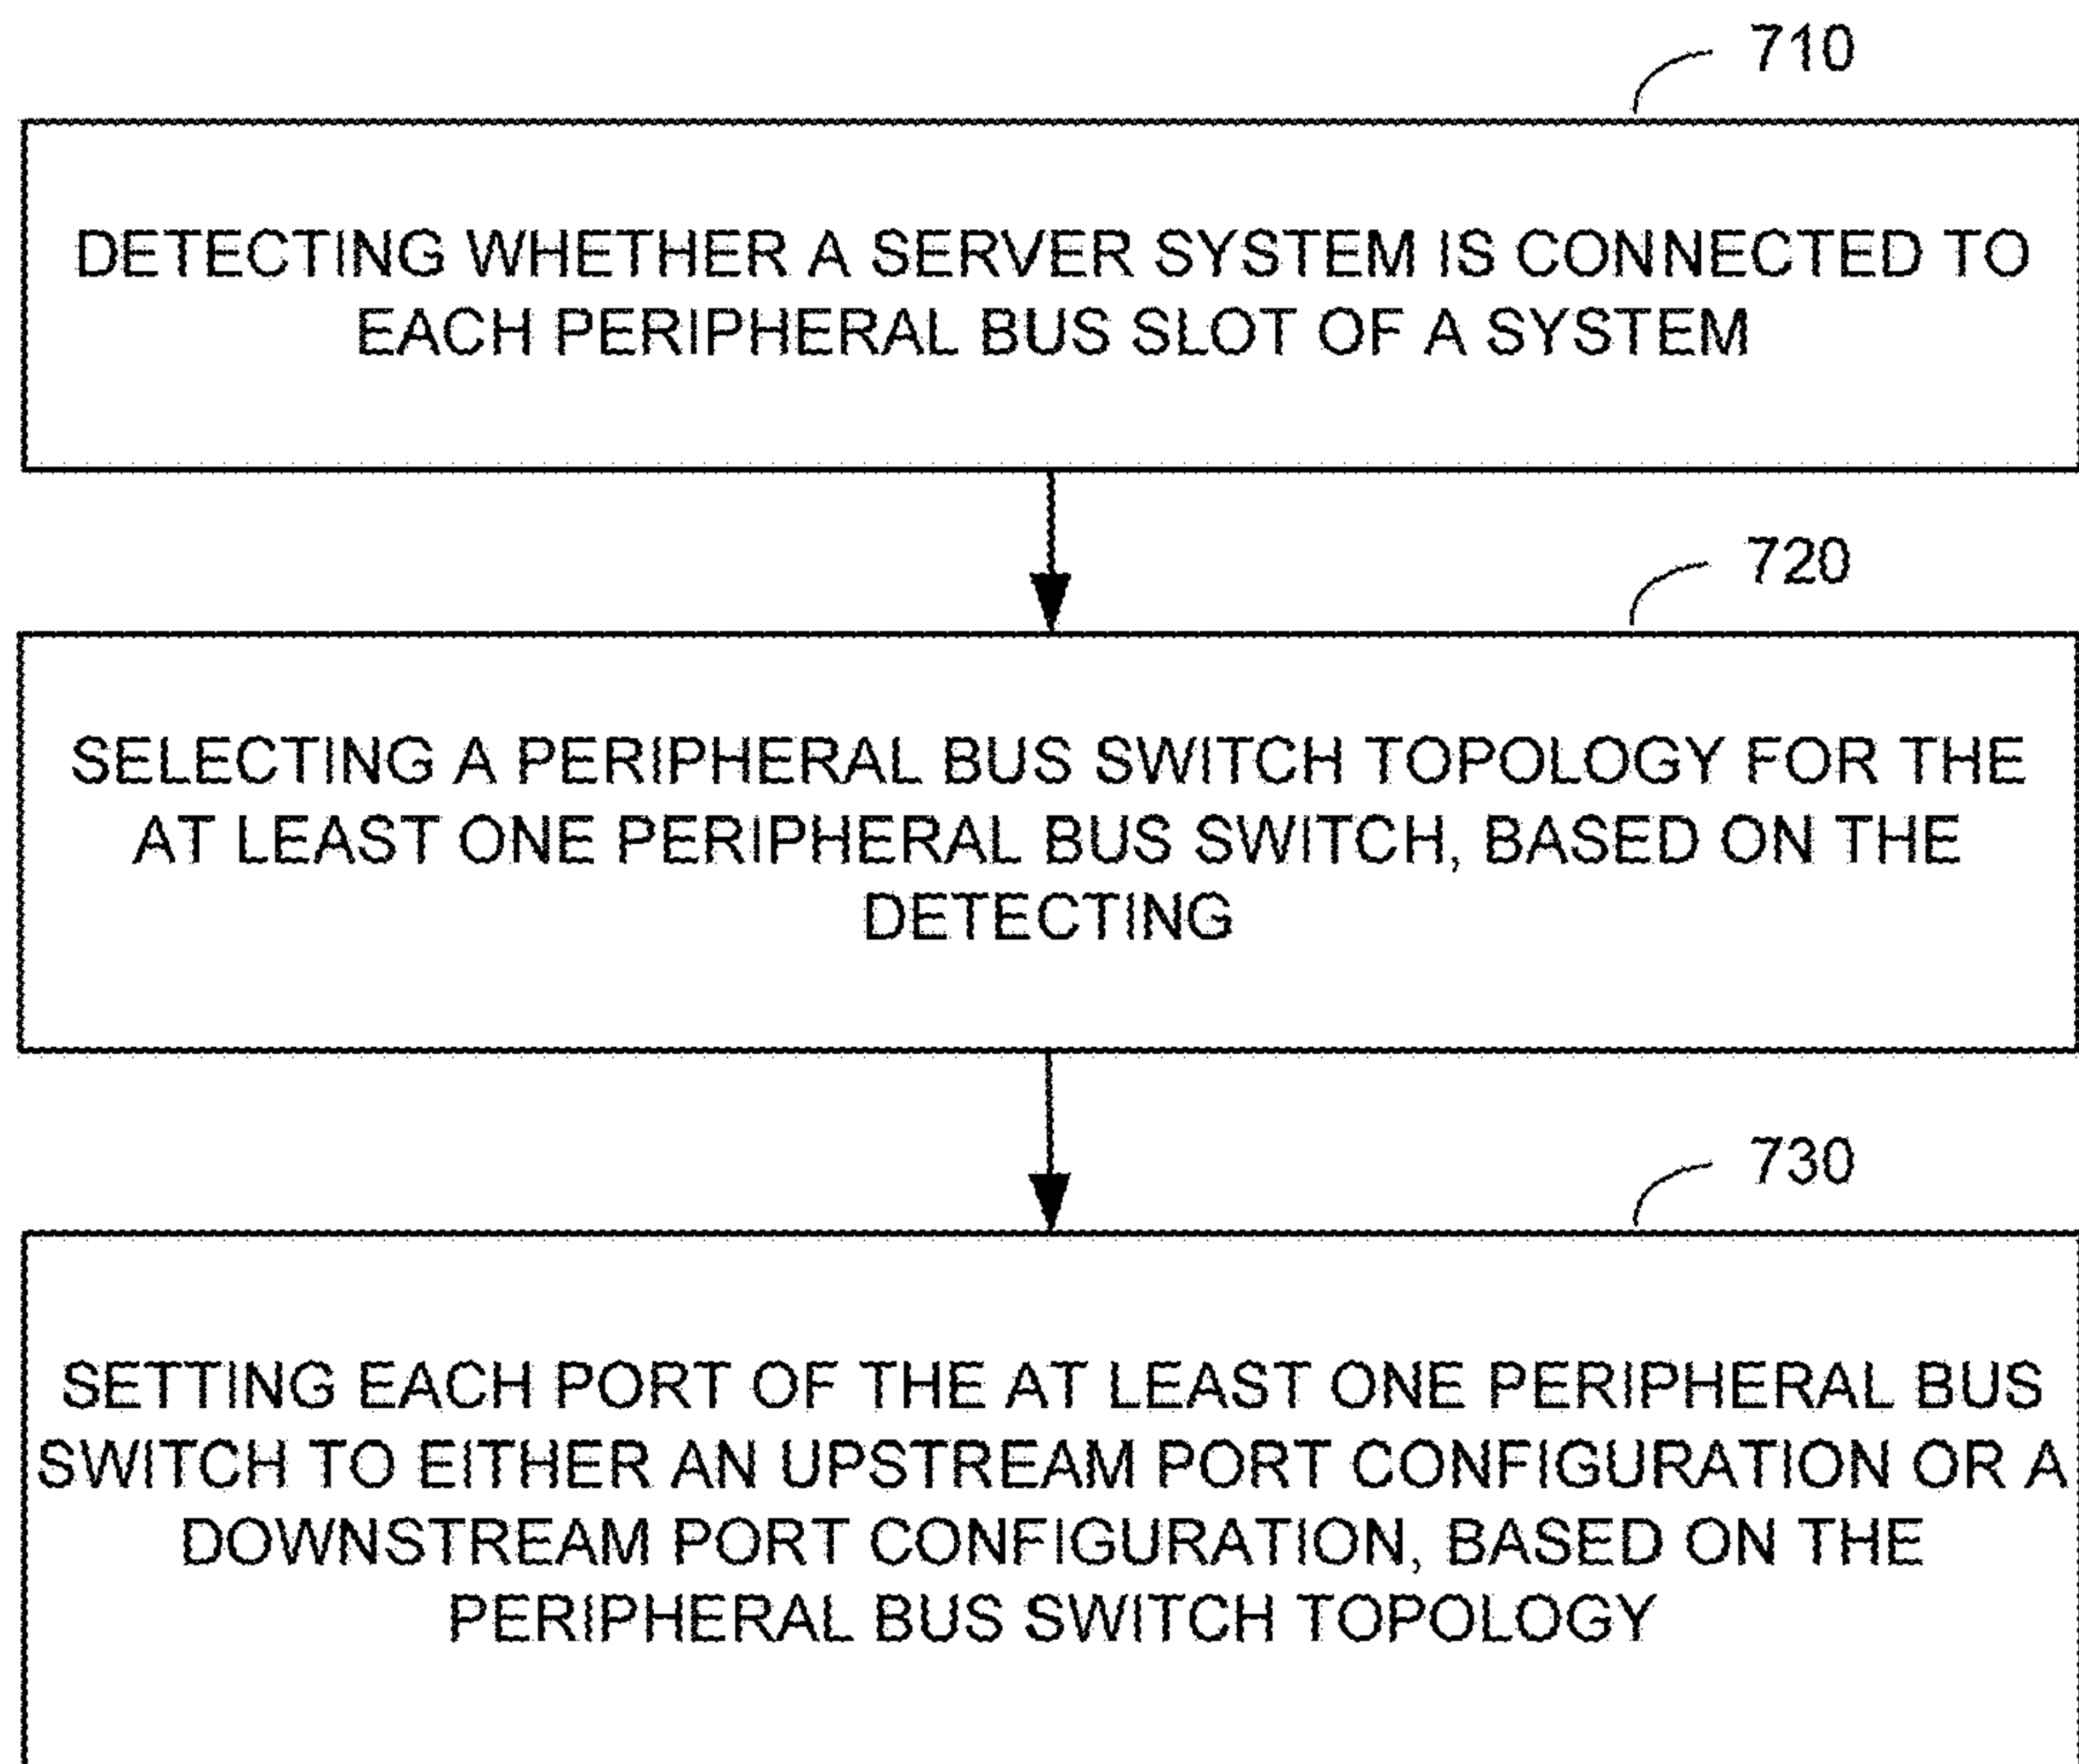 710
DETECTING WHETHER A SERVER SYSTEM IS CONNECTED TO
EACH PERIPHERAL BUS SLOT OF A SYSTEM
720
SELECTING A PERIPHERAL BUS SWITCH TOPOLOGY FOR THE
AT LEAST ONE PERIPHERAL BUS SWITCH, BASED ON THE
DETECTING
730
SETTING EACH PORT OF THE AT LEAST ONE PERIPHERAL BUS
SWITCH TO EITHER AN UPSTREAM PORT CONFIGURATION OR A
DOWNSTREAM PORT CONFIGURATION, BASED ON THE
PERIPHERAL BUS SWITCH TOPOLOGY